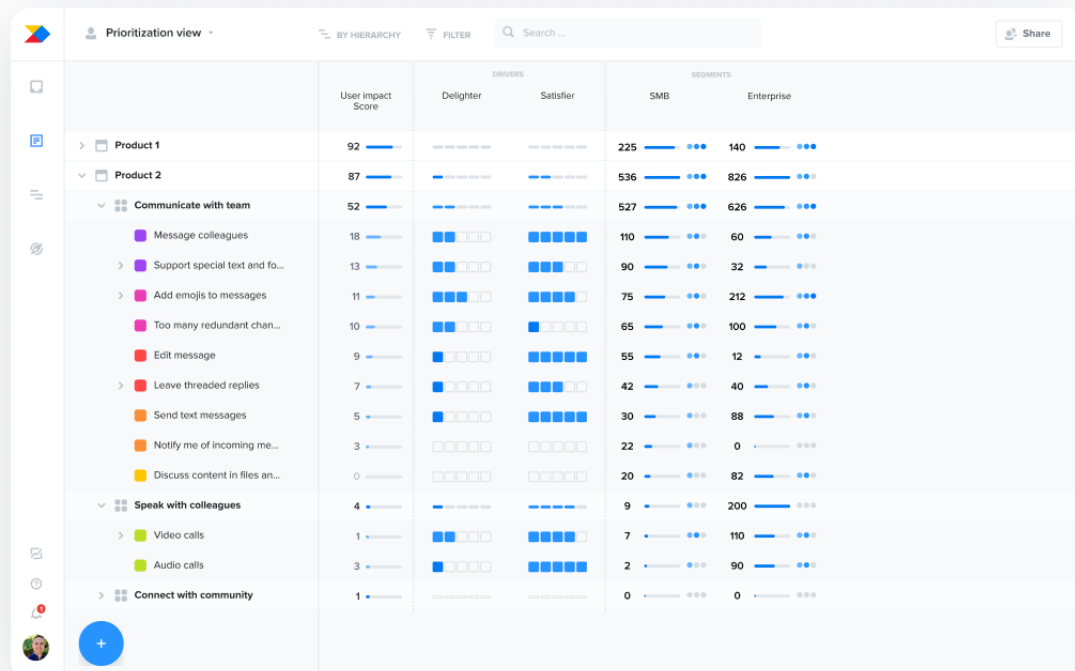 Prioritization view
BY HIERARCHY
FILTER
Search ...
Share
DRIVERS
SEGMENTS
User impact
Score
Delighter
Satisfier
SMB
Enterprise
Product 1 92 225 140
Product 2 87 536 826
Communicate with team 52 527 626
Message colleagues 18 110 60
Support special text and fo... 13 90 32
Add emojis to messages 11 75 212
Too many redundant chan... 10 65 100
Edit message 9 55 12
Leave threaded replies 7 42 40
Send text messages 5 30 88
Notify me of incoming me... 3 22 0
Discuss content in files an... 0 20 82
Speak with colleagues 4 9 200
Video calls 1 7 110
Audio calls 3 2 90
Connect with community 1 0 0
1
+